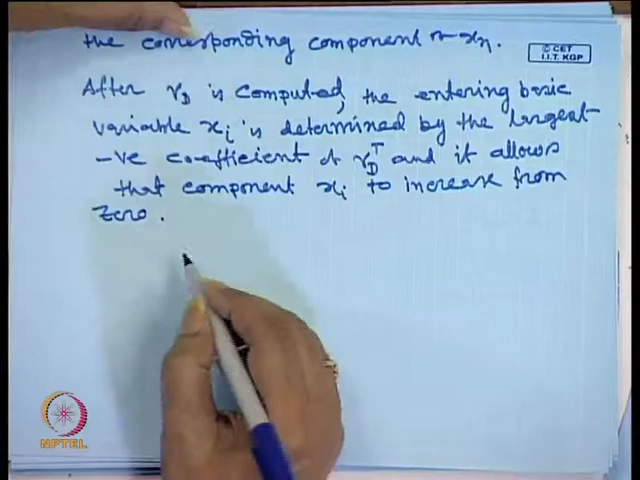 the corresponding component of xn.
© CET
I.I.T. KGP
After rD is computed, the entering basic
variable xi is determined by the largest
-ve coefficient of rD^T and it allows
that component xi to increase from
zero.
NPTEL